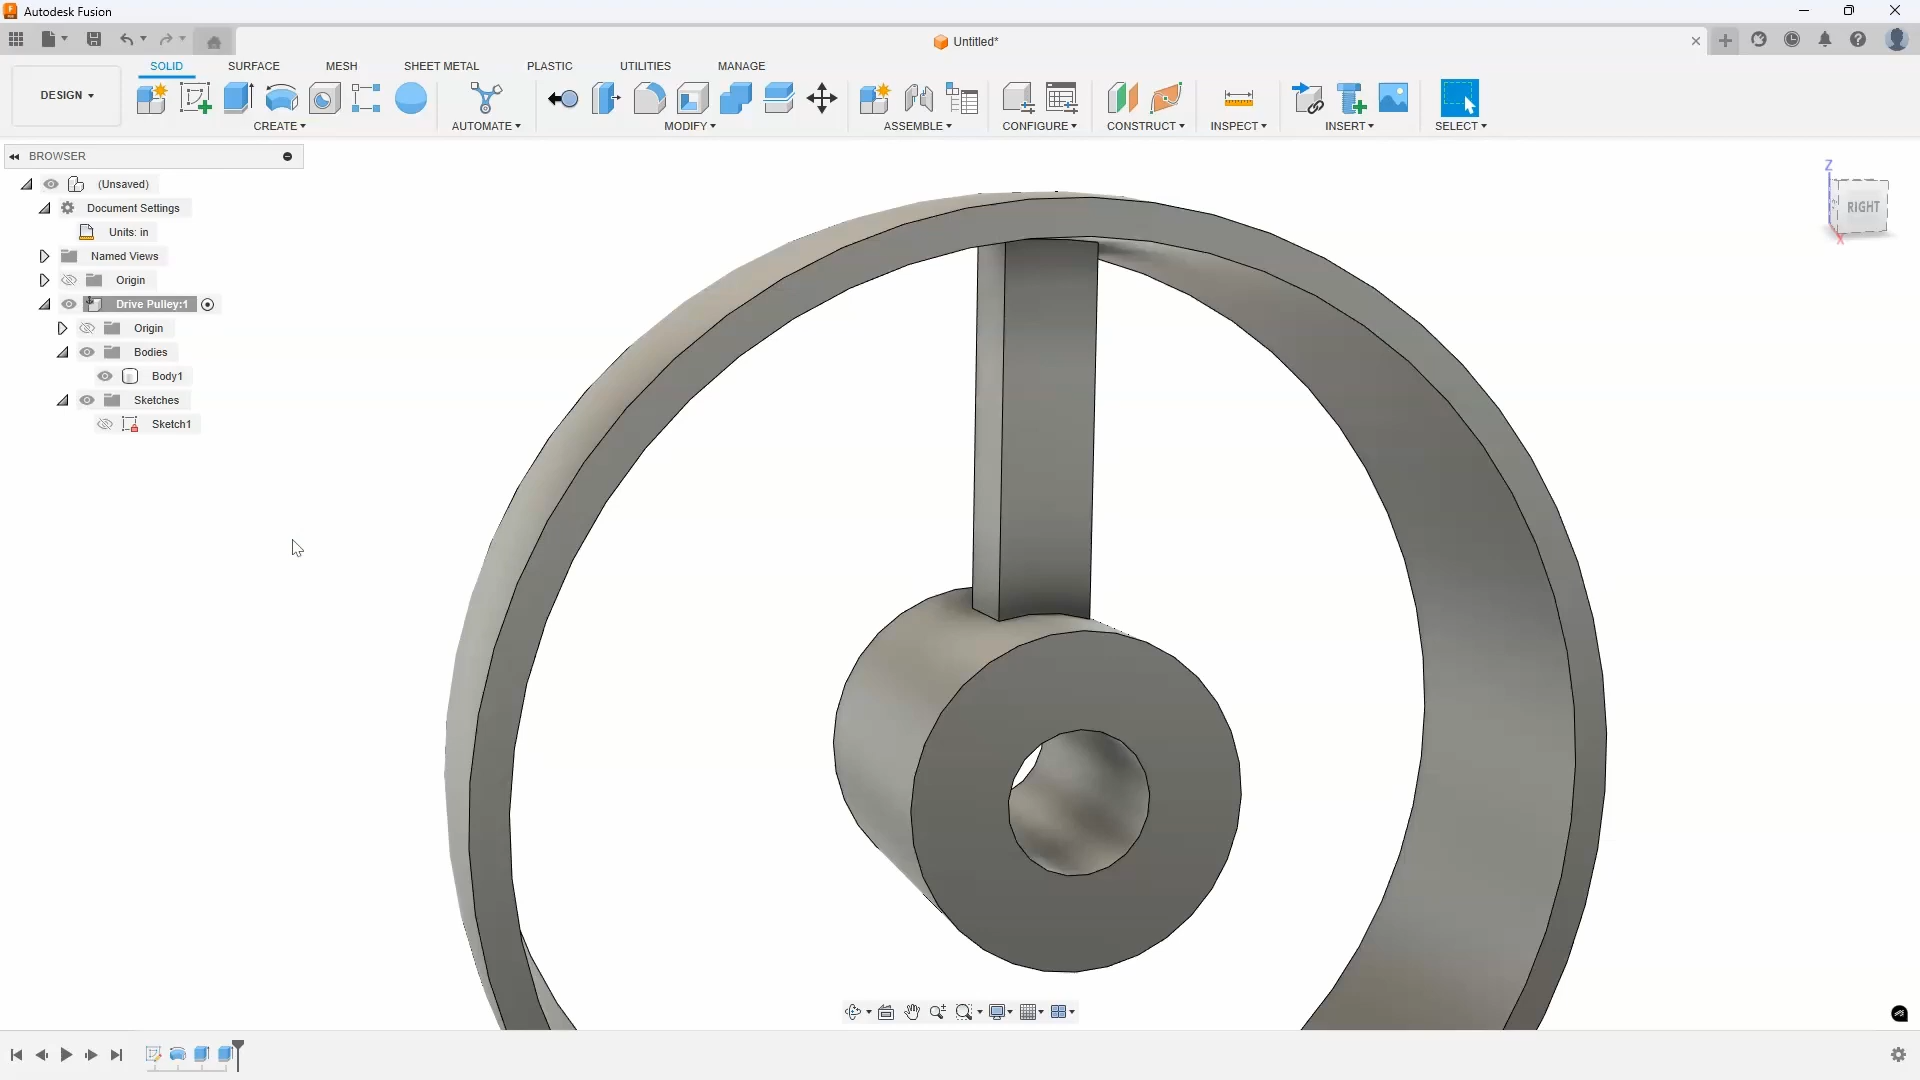 Autodesk Fusion
Untitled*
DESIGN
SOLID SURFACE MESH SHEET METAL PLASTIC UTILITIES MANAGE
CREATE AUTOMATE MODIFY ASSEMBLE CONFIGURE CONSTRUCT INSPECT INSERT SELECT
BROWSER
(Unsaved)
Document Settings
Units: in
Named Views
Origin
Drive Pulley:1
Origin
Bodies
Body1
Sketches
Sketch1
Z
RIGHT
X